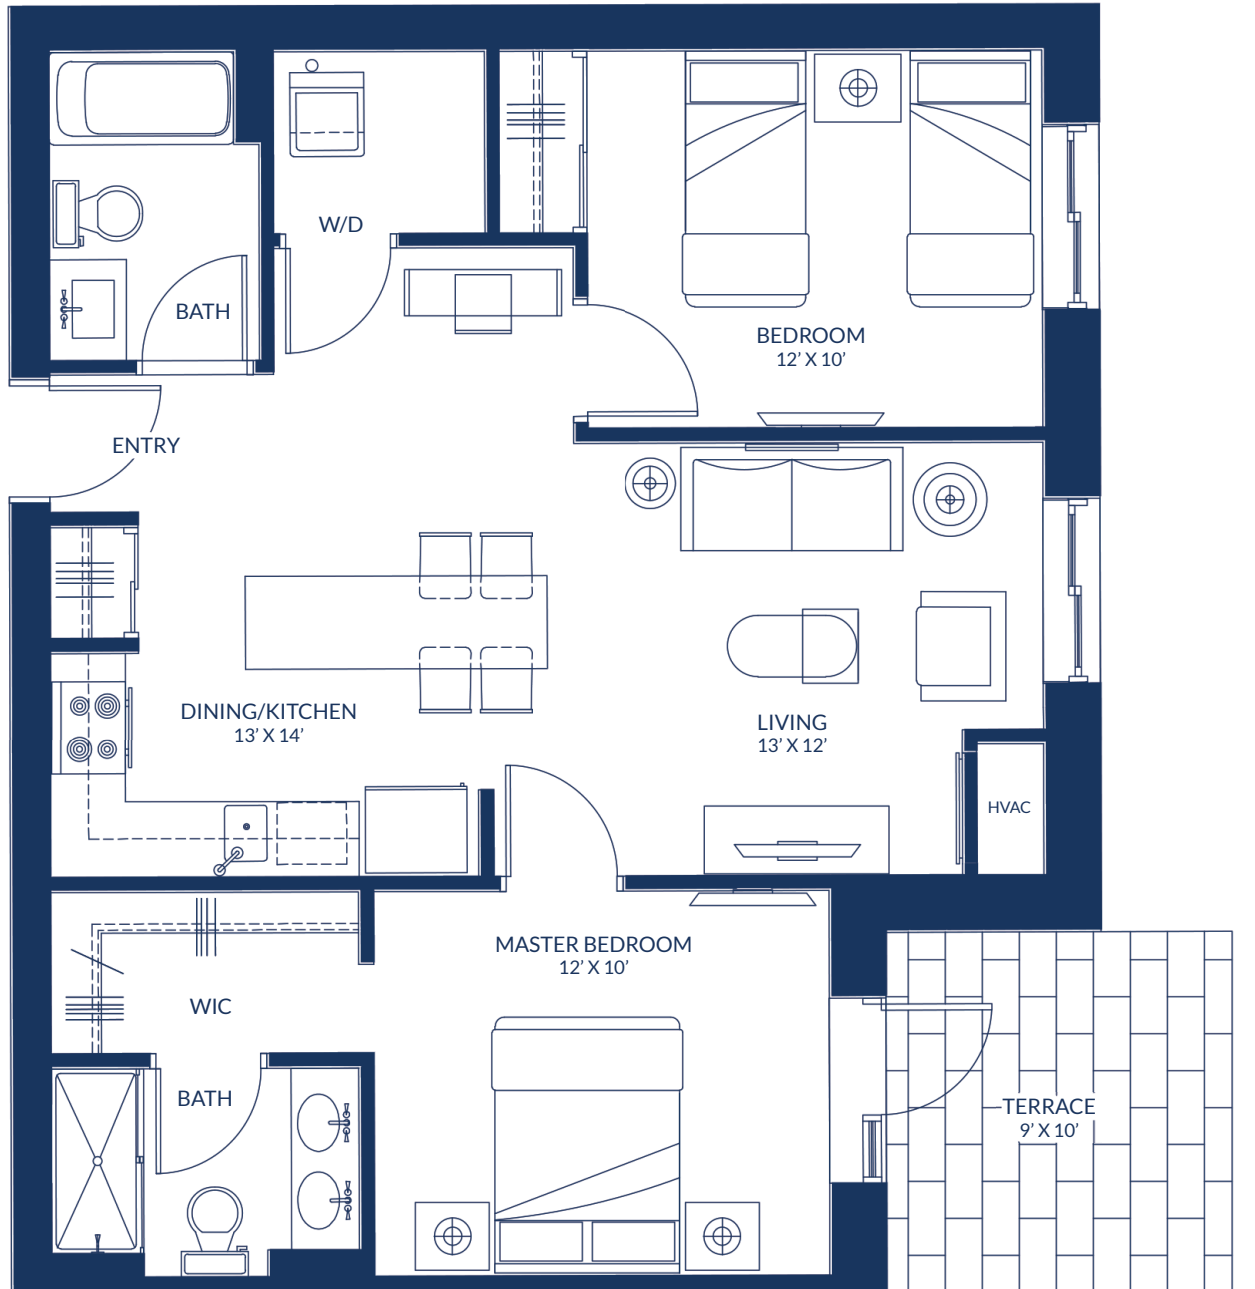 W/D
BATH
BEDROOM
12’ X 10’
ENTRY
DINING/KITCHEN
13’ X 14’
LIVING
13’ X 12’
HVAC
MASTER BEDROOM
12’ X 10’
WIC
BATH
TERRACE
9’ X 10’